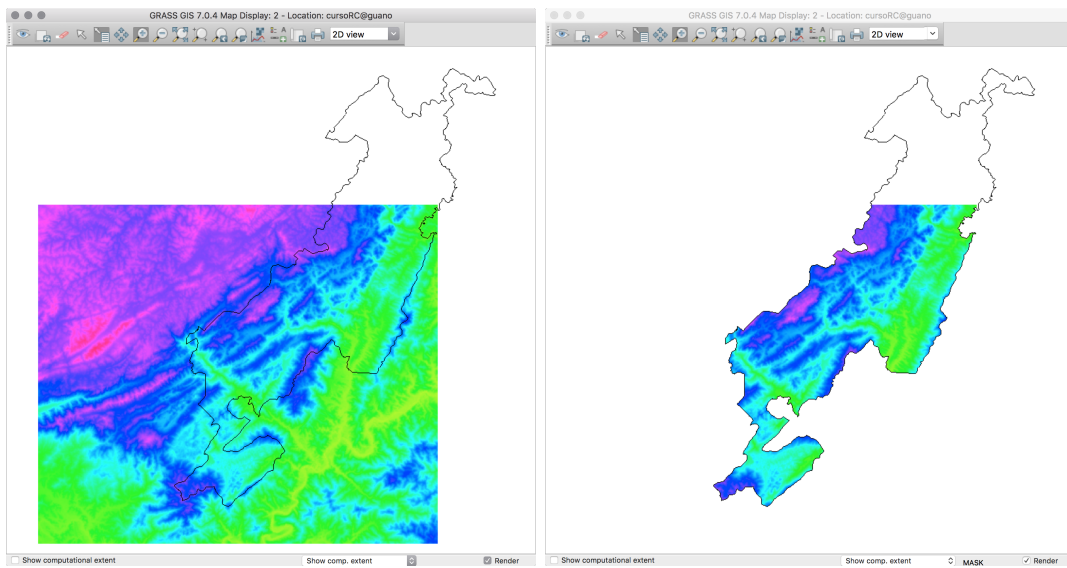 GRASS GIS 7.0.4 Map Display: 2 - Location: cursoRC@guano
2D view
Show computational extent
Show comp. extent
Render
GRASS GIS 7.0.4 Map Display: 2 - Location: cursoRC@guano
2D view
Show computational extent
Show comp. extent
MASK
Render